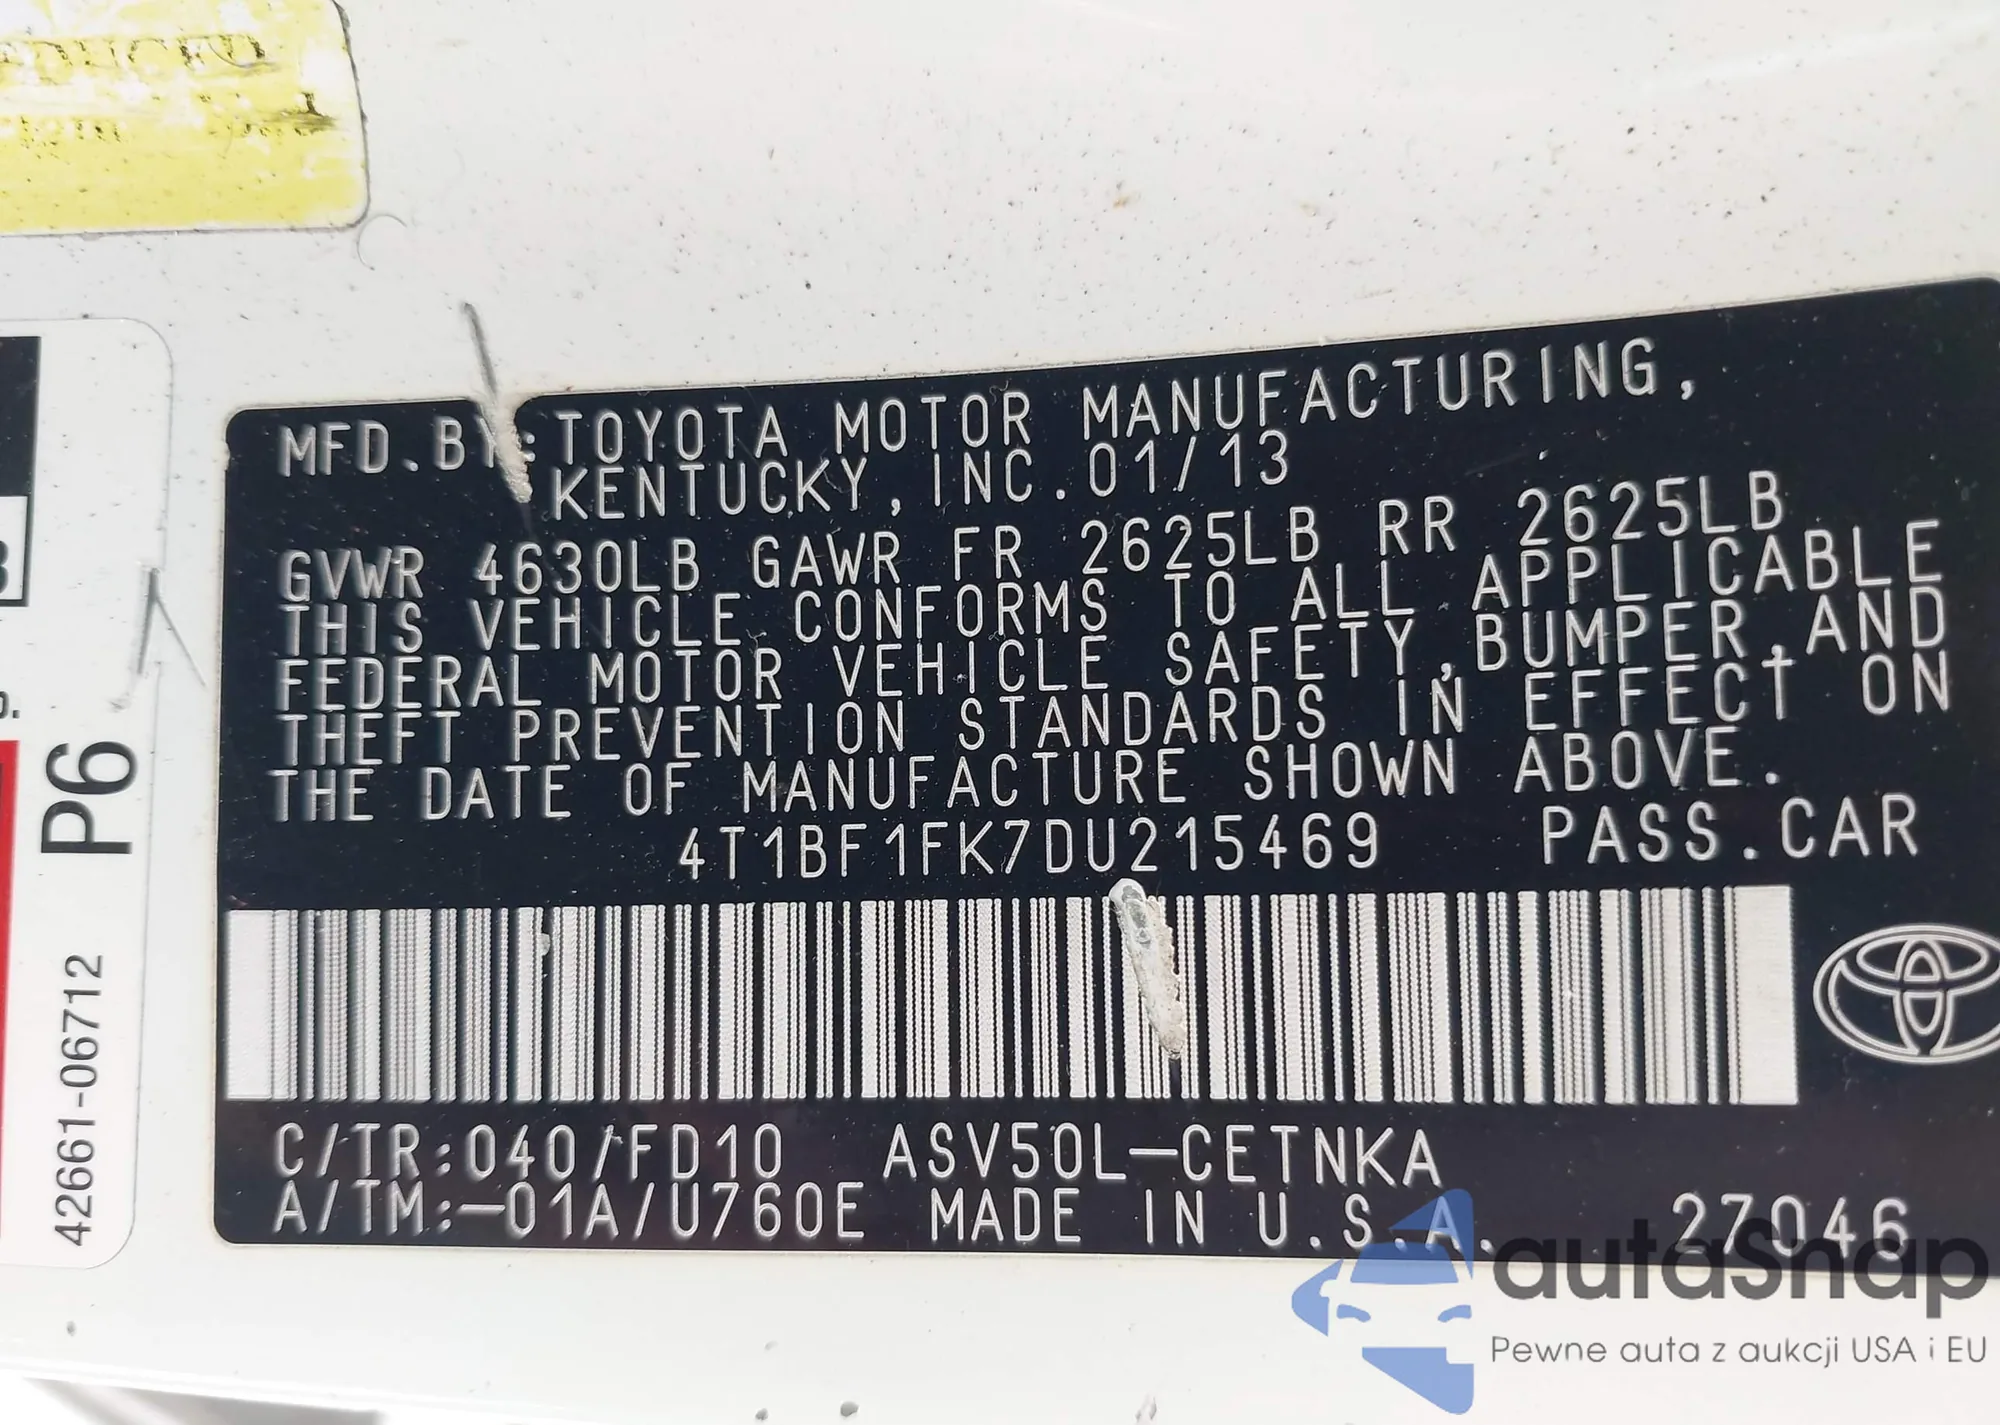 MFD.BY:TOYOTA MOTOR MANUFACTURING,
KENTUCKY, INC.01/13
GVWR 4630LB GAWR FR 2625LB RR 2625LB
THIS VEHICLE CONFORMS TO ALL APPLICABLE
FEDERAL MOTOR VEHICLE SAFETY,BUMPER,AND
THEFT PREVENTION STANDARDS IN EFFECT ON
THE DATE OF MANUFACTURE SHOWN ABOVE.
4T1BF1FK7DU215469 PASS.CAR
C/TR:040/FD10 ASV50L-CETNKA
A/TM:-01A/U760E MADE IN U.S.A. 27046
P6
42661-06712
autaSnap
Pewne auta z aukcji USA i EU